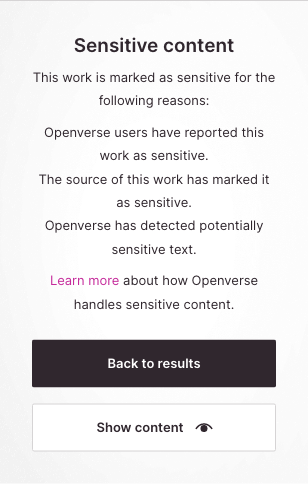 Sensitive content
This work is marked as sensitive for the
following reasons:
Openverse users have reported this
work as sensitive.
The source of this work has marked it
as sensitive.
Openverse has detected potentially
sensitive text.
Learn more about how Openverse
handles sensitive content.
Back to results
Show content